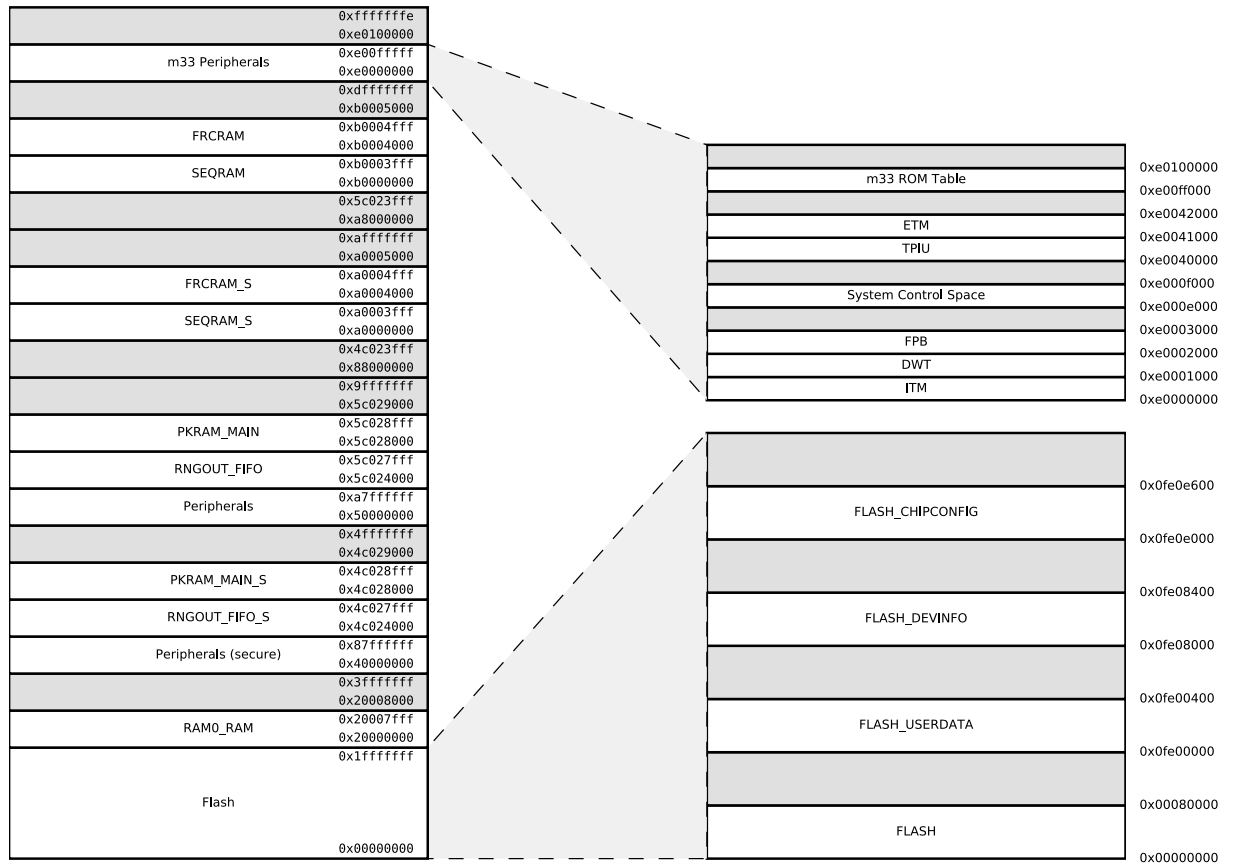 0xfffffffe
0xe0100000
0xe00fffff
m33 Peripherals
0xe0000000
0xdfffffff
0xb0005000
0xb0004fff
FRCRAM
0xb0004000
0xb0003fff
SEQRAM
0xb0000000
0x5c023fff
0xa8000000
0xafffffff
0xa0005000
0xa0004fff
FRCRAM_S
0xa0004000
0xa0003fff
SEQRAM_S
0xa0000000
0x4c023fff
0x88000000
0x9fffffff
0x5c029000
0x5c028fff
PKRAM_MAIN
0x5c028000
0x5c027fff
RNGOUT_FIFO
0x5c024000
0xa7ffffff
Peripherals
0x50000000
0x4fffffff
0x4c029000
0x4c028fff
PKRAM_MAIN_S
0x4c028000
0x4c027fff
RNGOUT_FIFO_S
0x4c024000
0x87ffffff
Peripherals (secure)
0x40000000
0x3fffffff
0x20008000
0x20007fff
RAM0_RAM
0x20000000
0x1fffffff
Flash
0x00000000
0xe0100000
m33 ROM Table
0xe00ff000
0xe0042000
ETM
0xe0041000
TPIU
0xe0040000
0xe000f000
System Control Space
0xe000e000
0xe0003000
FPB
0xe0002000
DWT
0xe0001000
ITM
0xe0000000
0x0fe0e600
FLASH_CHIPCONFIG
0x0fe0e000
0x0fe08400
FLASH_DEVINFO
0x0fe08000
0x0fe00400
FLASH_USERDATA
0x0fe00000
0x00080000
FLASH
0x00000000